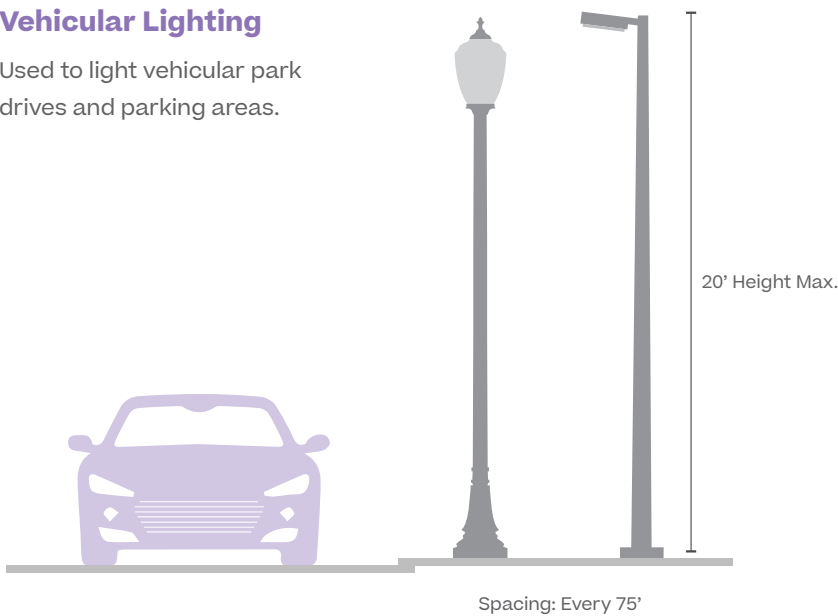 Vehicular Lighting
Used to light vehicular park
drives and parking areas.
20’ Height Max.
Spacing: Every 75’